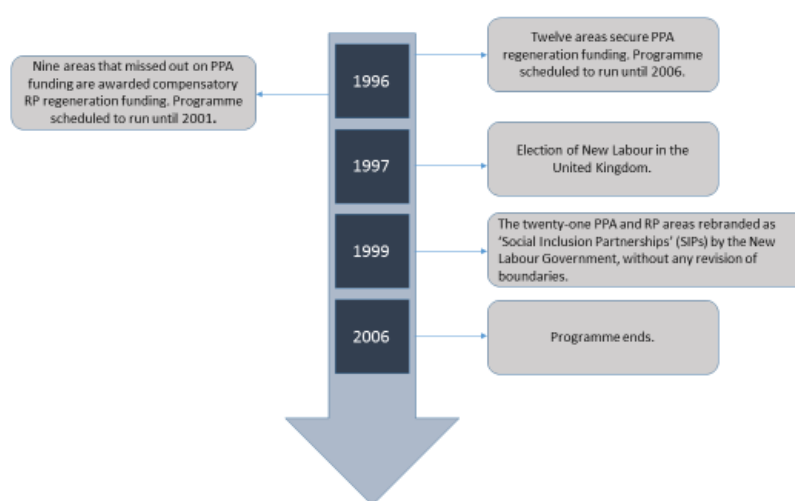 Twelve areas secure PPA
regeneration funding. Programme
scheduled to run until 2006.
Nine areas that missed out on PPA
funding are awarded compensatory
RP regeneration funding. Programme
scheduled to run until 2001.
1996
1997
Election of New Labour in the
United Kingdom.
1999
The twenty-one PPA and RP areas rebranded as
‘Social Inclusion Partnerships’ (SIPs) by the New
Labour Government, without any revision of
boundaries.
2006
Programme ends.